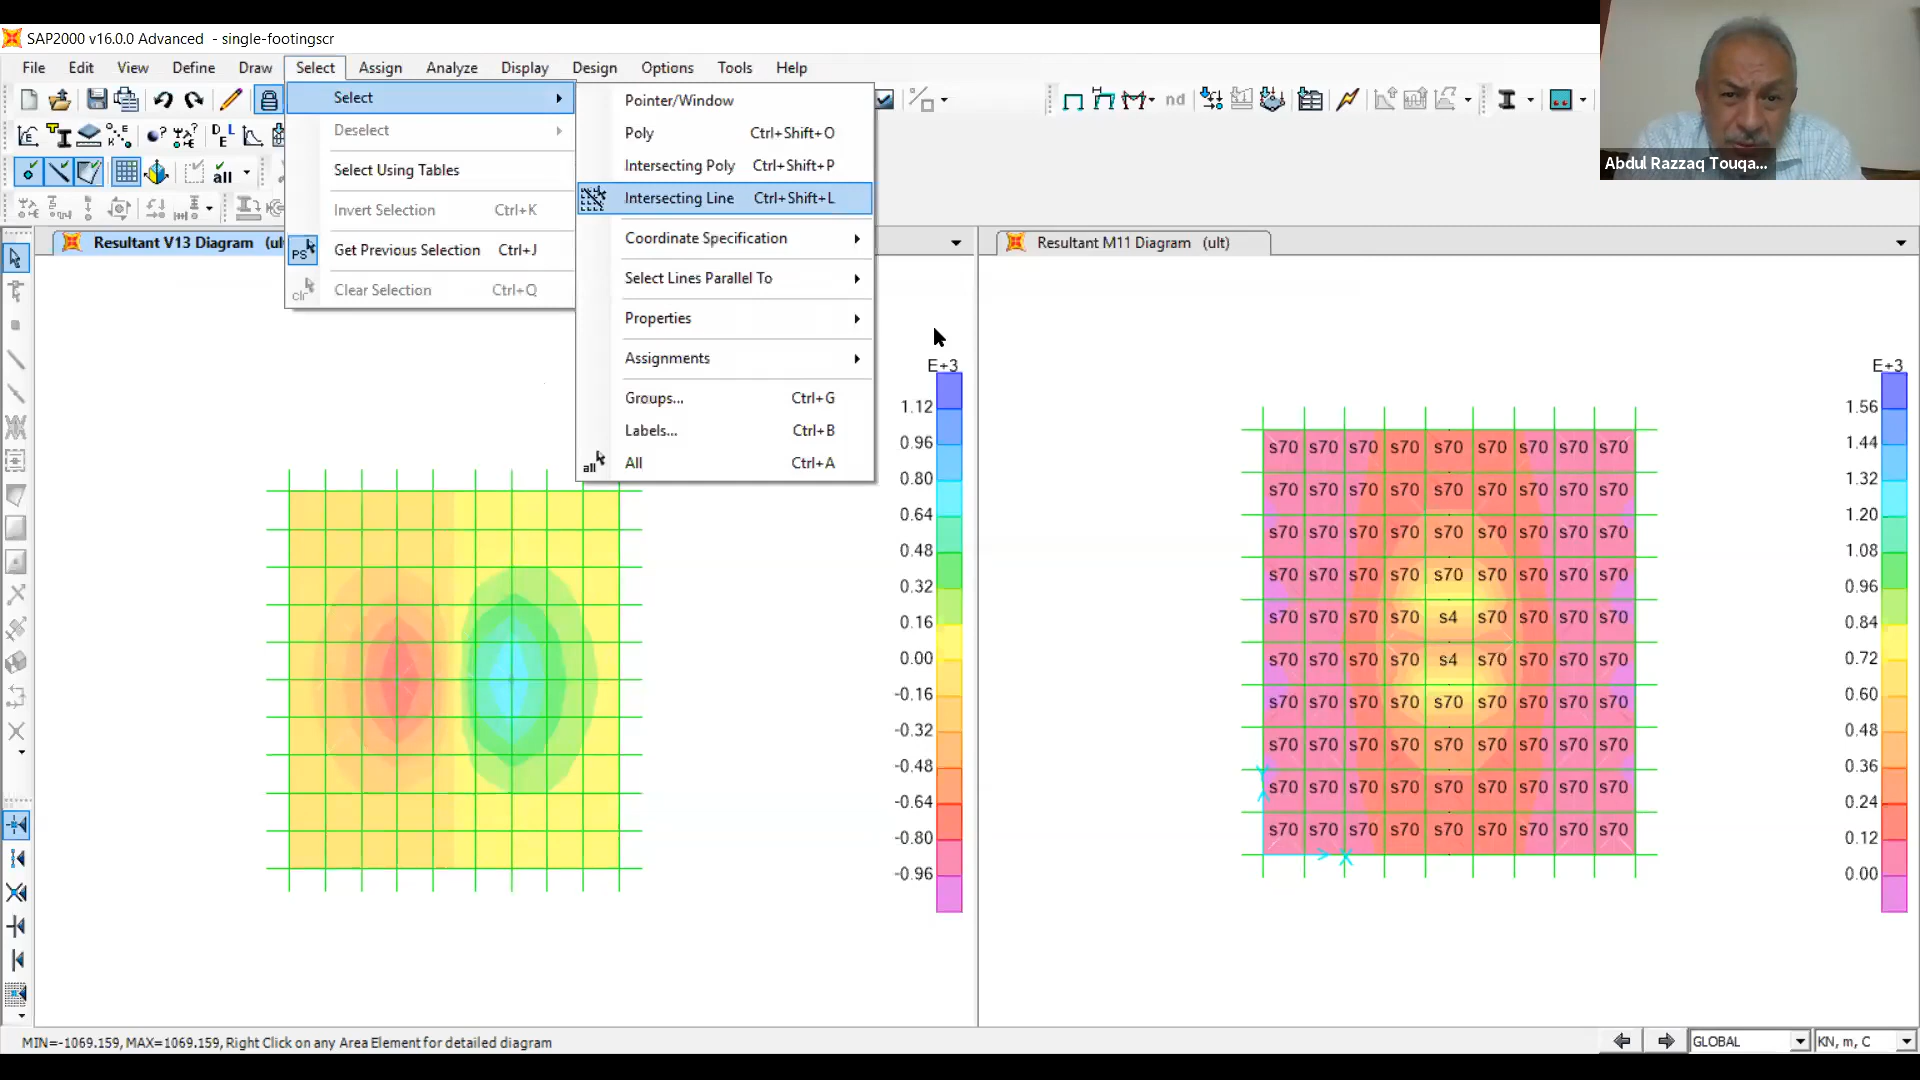 SAP2000 v16.0.0 Advanced - single-footingscr
File Edit View Define Draw Select Assign Analyze Display Design Options Tools Help
Select
Deselect
Select Using Tables
Invert Selection Ctrl+K
Get Previous Selection Ctrl+J
Clear Selection Ctrl+Q
Pointer/Window
Poly Ctrl+Shift+O
Intersecting Poly Ctrl+Shift+P
Intersecting Line Ctrl+Shift+L
Coordinate Specification
Select Lines Parallel To
Properties
Assignments
Groups... Ctrl+G
Labels... Ctrl+B
All Ctrl+A
all
nd
all
PS
clr
Abdul Razzaq Touqa...
Resultant V13 Diagram (ul
E+3
1.12
0.96
0.80
0.64
0.48
0.32
0.16
0.00
-0.16
-0.32
-0.48
-0.64
-0.80
-0.96
Resultant M11 Diagram (ult)
s70 s70 s70 s70 s70 s70 s70 s70 s70
s70 s70 s70 s70 s70 s70 s70 s70 s70
s70 s70 s70 s70 s70 s70 s70 s70 s70
s70 s70 s70 s70 s70 s70 s70 s70 s70
s70 s70 s70 s70 s4 s70 s70 s70 s70
s70 s70 s70 s70 s4 s70 s70 s70 s70
s70 s70 s70 s70 s70 s70 s70 s70 s70
s70 s70 s70 s70 s70 s70 s70 s70 s70
s70 s70 s70 s70 s70 s70 s70 s70 s70
s70 s70 s70 s70 s70 s70 s70 s70 s70
Y
X
E+3
1.56
1.44
1.32
1.20
1.08
0.96
0.84
0.72
0.60
0.48
0.36
0.24
0.12
0.00
MIN=-1069.159, MAX=1069.159, Right Click on any Area Element for detailed diagram
GLOBAL
KN, m, C